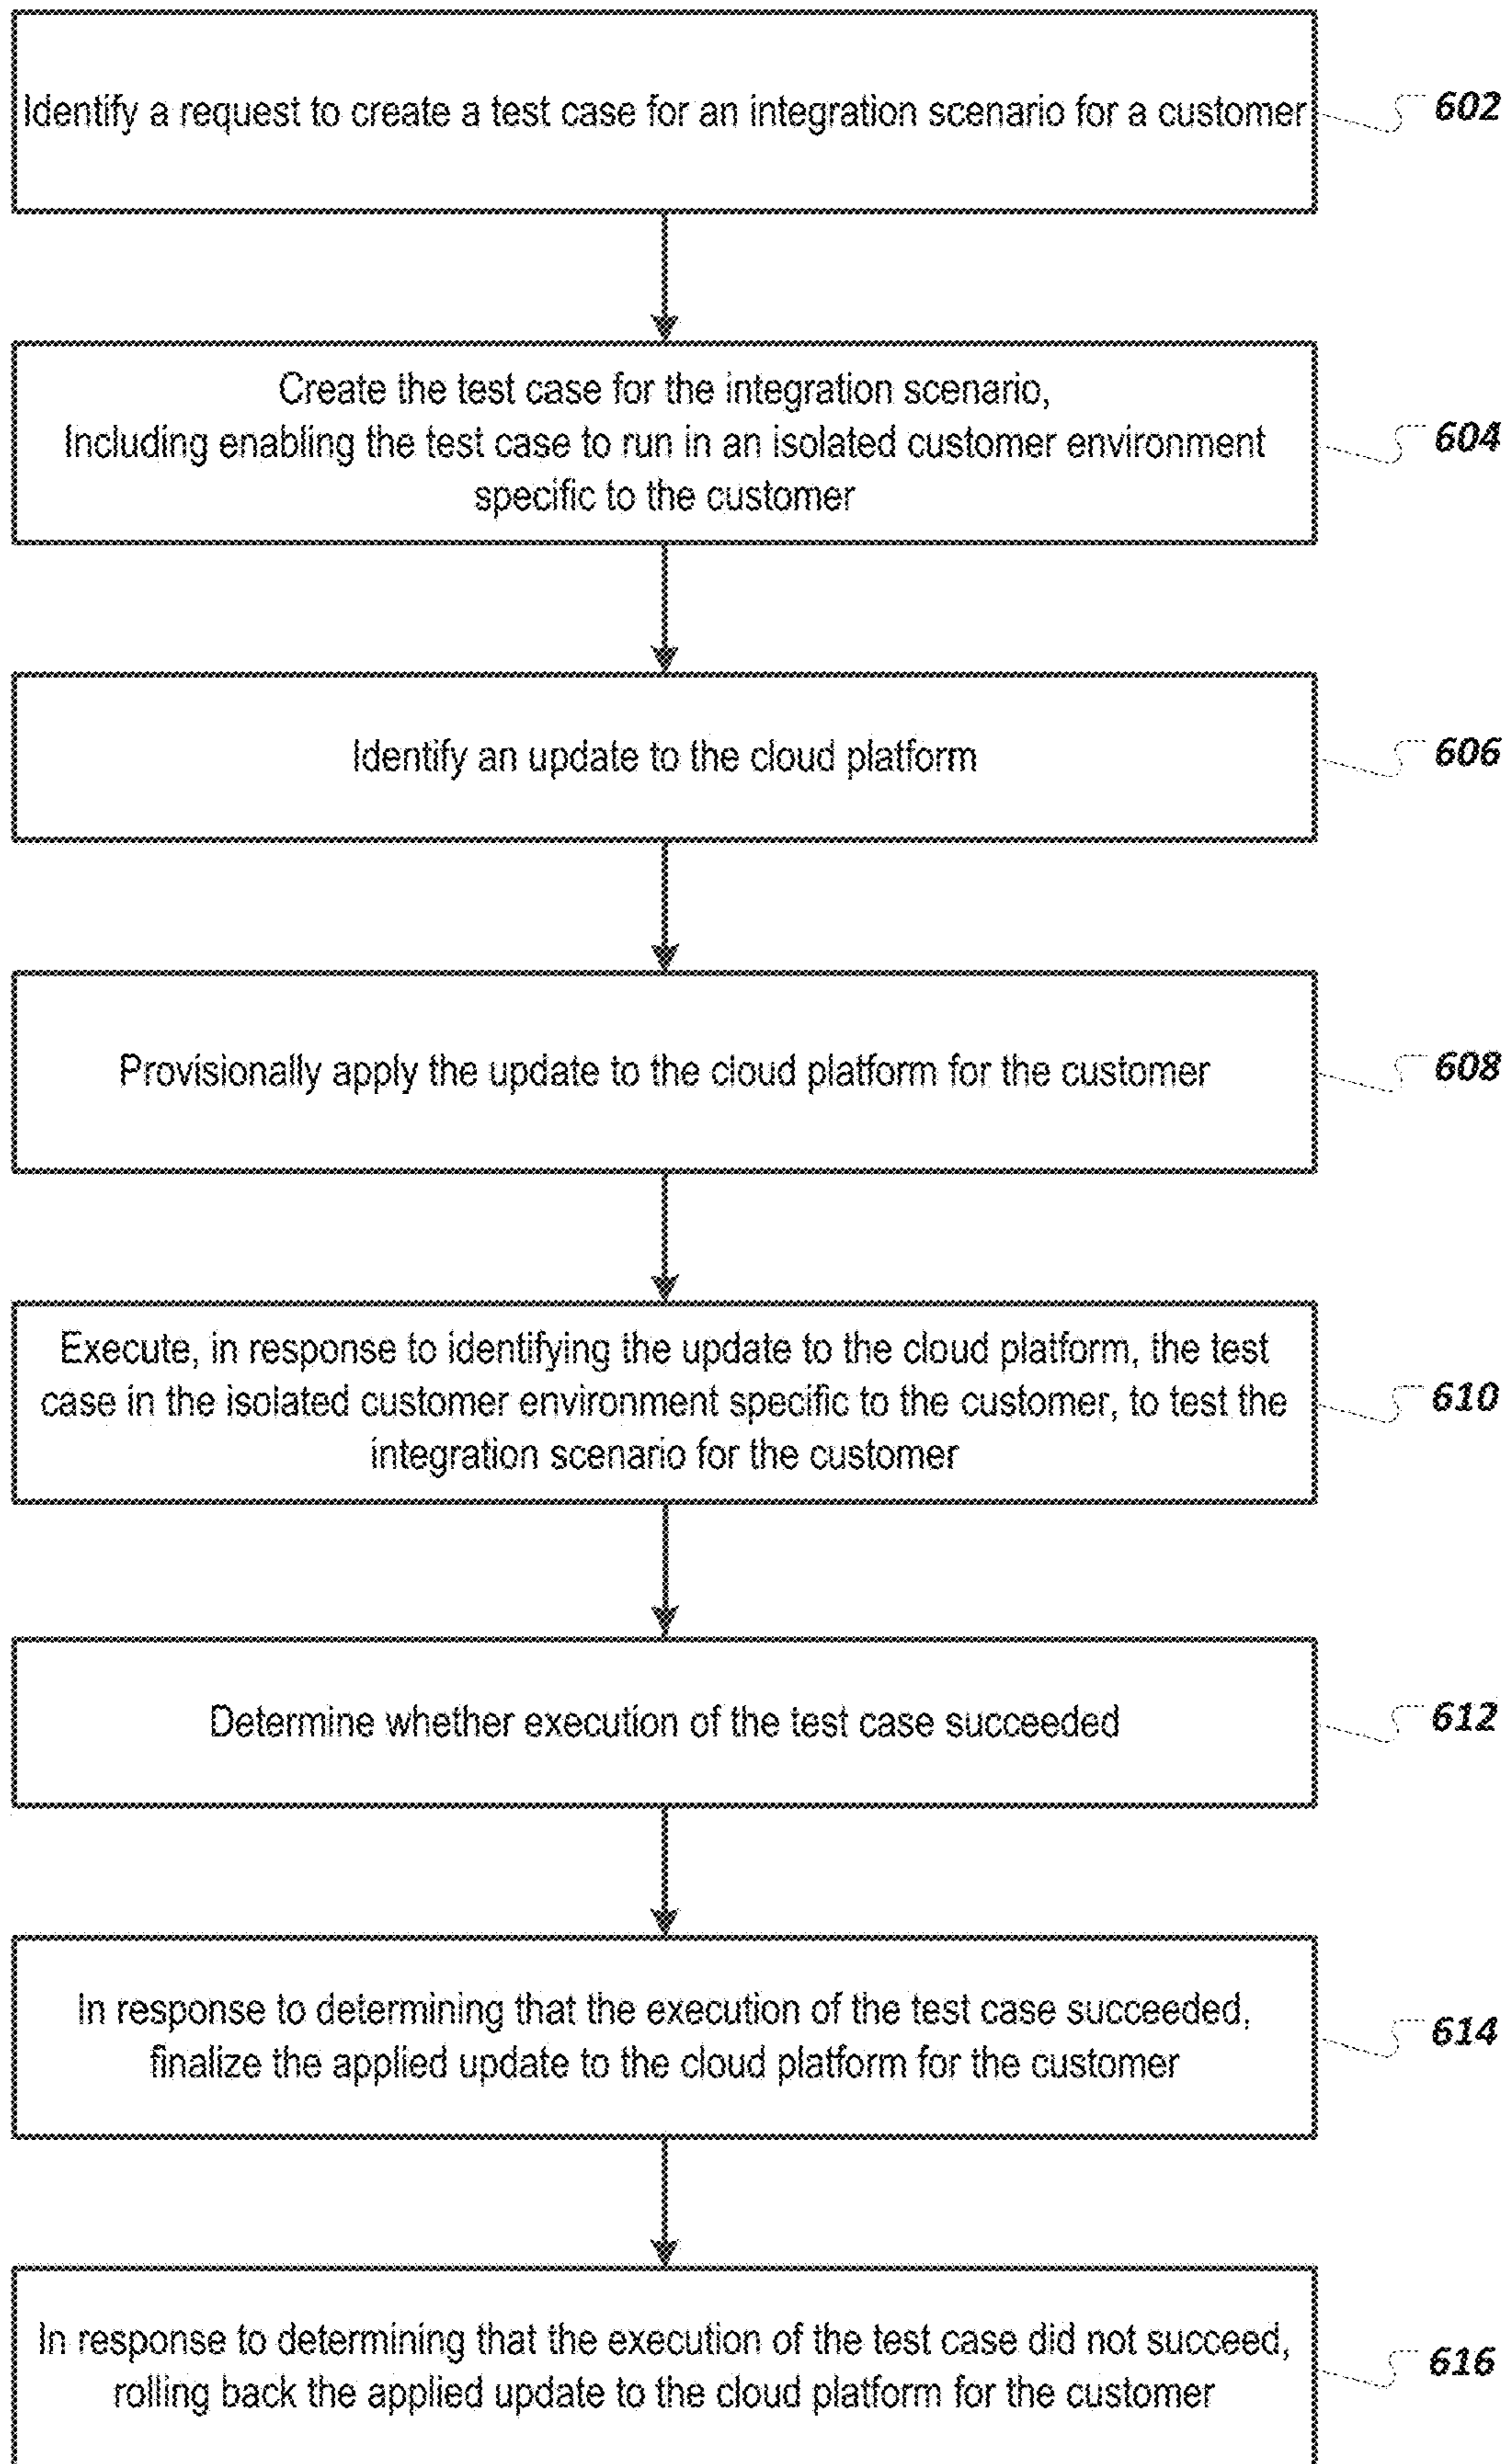 Identify a request to create a test case for an integration scenario for a customer
602
Create the test case for the integration scenario,
Including enabling the test case to run in an isolated customer environment
specific to the customer
604
Identify an update to the cloud platform
606
Provisionally apply the update to the cloud platform for the customer
608
Execute, in response to identifying the update to the cloud platform, the test
case in the isolated customer environment specific to the customer, to test the
integration scenario for the customer
610
Determine whether execution of the test case succeeded
612
In response to determining that the execution of the test case succeeded,
finalize the applied update to the cloud platform for the customer
614
In response to determining that the execution of the test case did not succeed,
rolling back the applied update to the cloud platform for the customer
616